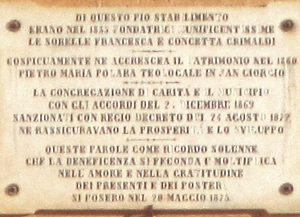 DI QUESTO PIO STABILIMENTO
ERANO NEL 1855 FONDATRICI MUNIFICENTISSIME
LE SORELLE FRANCESCA E CONCETTA GRIMALDI
COSPICUAMENTE NE ACCRESCEA IL PATRIMONIO NEL 1860
PIETRO MARIA POLARA TEOLOCALE IN SAN GIORGIO
LA CONGREGAZIONE DI CARITÀ E IL MUNICIPIO
CON GLI ACCORDI DEL DICEMBRE 1869
SANZIONATI CON REGIO DECRETO DEL 24 AGOSTO
NE RASSICURAVANO LA PROSPERITÀ E LO SVILUPPO
QUESTE PAROLE COME RICORDO SOLENNE
CHE LA BENEFICENZA SI FECONDA E MOLTIPLICA
NELL'AMORE E NELLA GRATITUDINE
DEI PRESENTI E DEI POSTERI
SI POSERO NEL 20 MAGGIO 1875